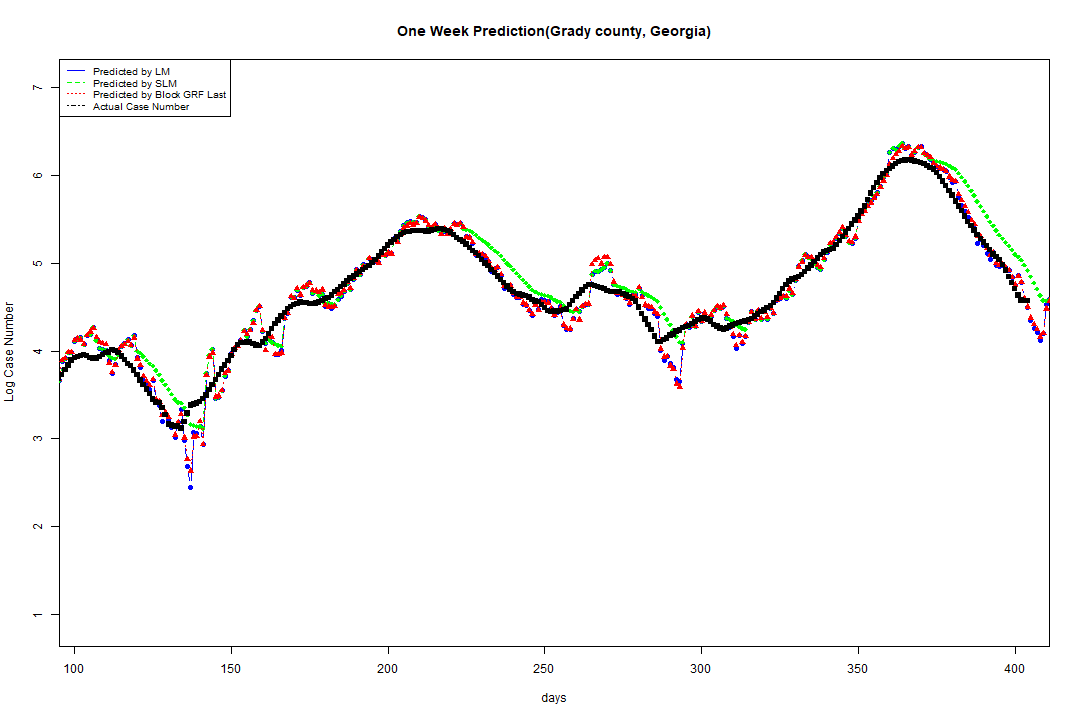 One Week Prediction(Grady county, Georgia)
Predicted by LM
Predicted by SLM
Predicted by Block GRF Last
Actual Case Number
7
6
5
4
3
2
1
Log Case Number
100 150 200 250 300 350 400
days